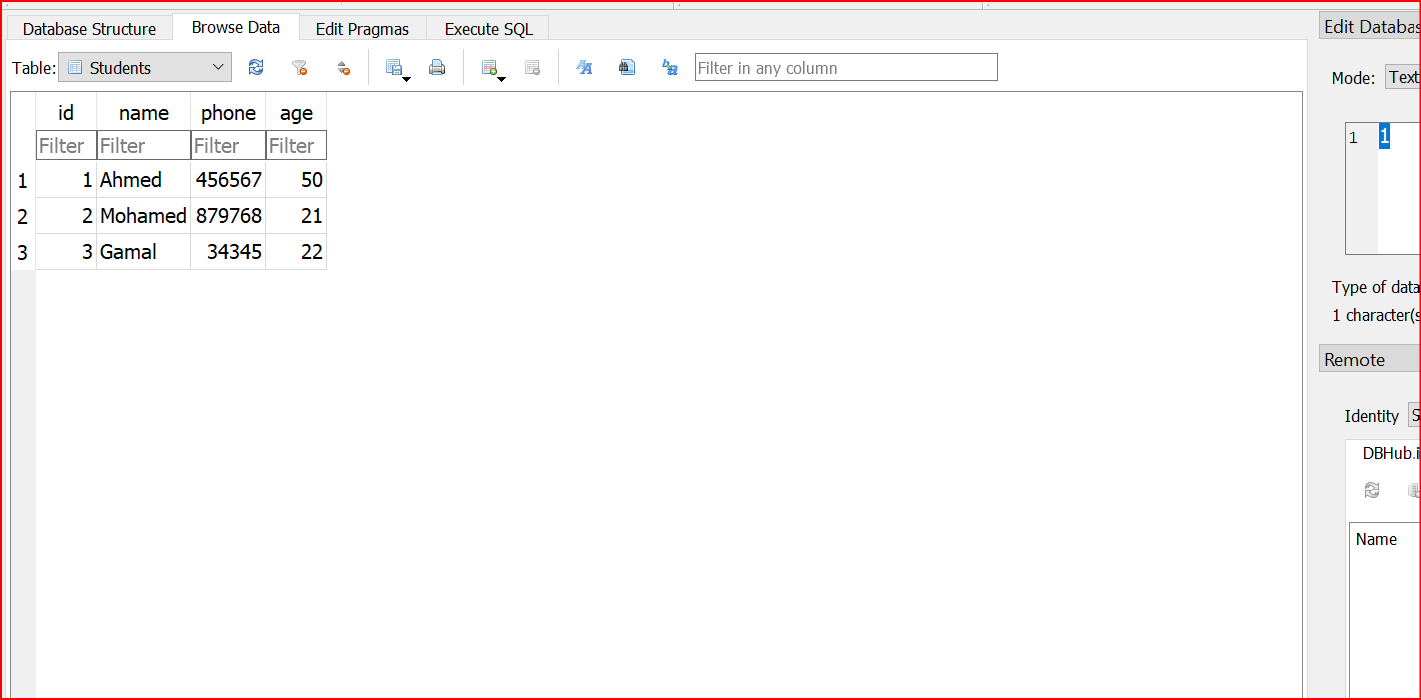 Database Structure Browse Data Edit Pragmas Execute SQL
Table: Students Filter in any column
id name phone age
Filter Filter Filter Filter
1 1 Ahmed 456567 50
2 2 Mohamed 879768 21
3 3 Gamal 34345 22
Edit Databas
Mode: Text
1 1
Type of data
1 character(s
Remote
Identity S
DBHub.i
Name